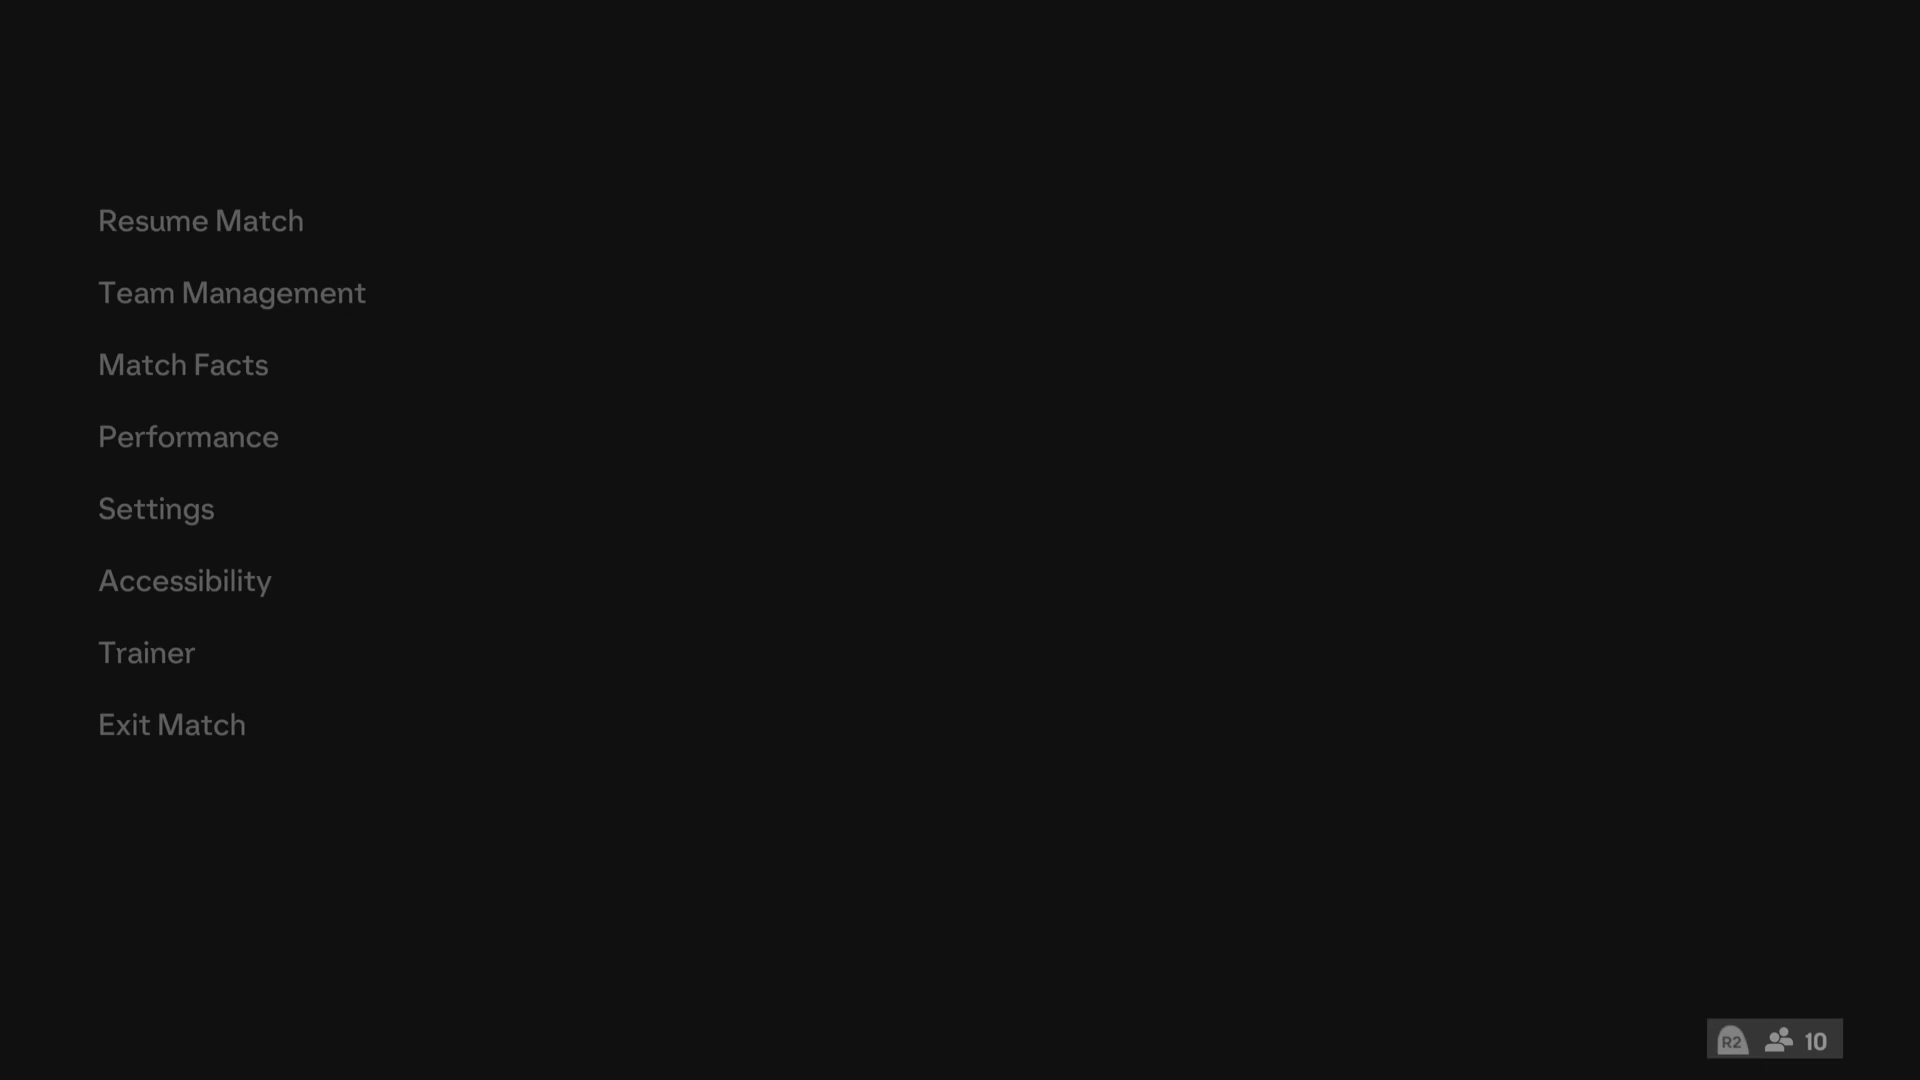 Resume Match
Team Management
Match Facts
Performance
Settings
Accessibility
Trainer
Exit Match
R2 10